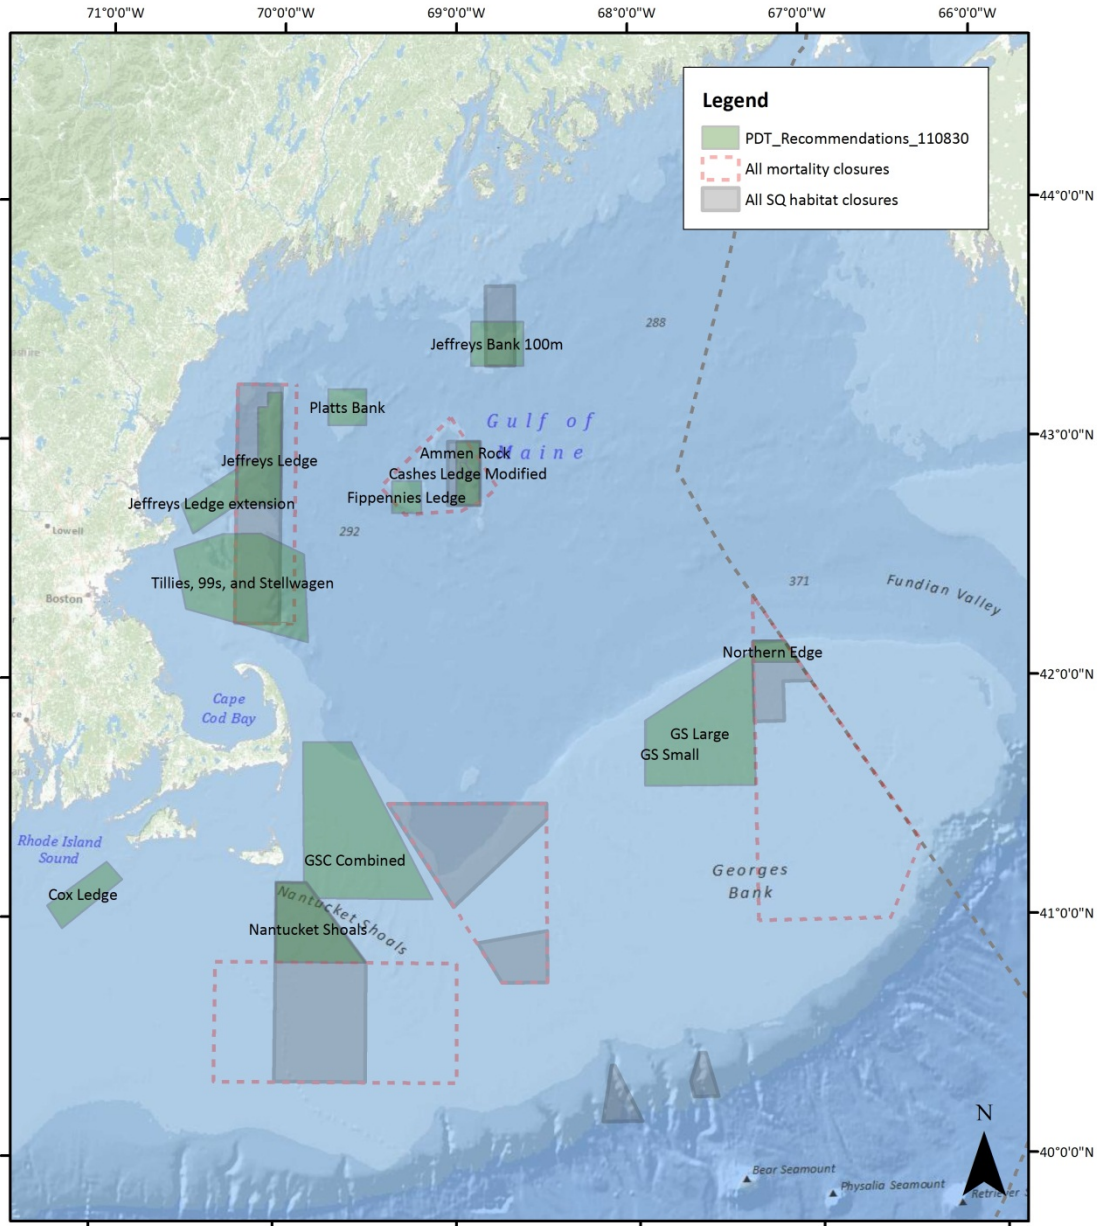 71°0'0"W
70°0'0"W
69°0'0"W
68°0'0"W
67°0'0"W
66°0'0"W
Legend
PDT_Recommendations_110830
All mortality closures
All SQ habitat closures
44°0'0"N
288
Jeffreys Bank 100m
Platts Bank
Gulf of
Maine
43°0'0"N
Ammen Rock
Jeffreys Ledge
Cashes Ledge Modified
Fippennies Ledge
Jeffreys Ledge extension
Lowell
292
371
Fundian Valley
Tillies, 99s, and Stellwagen
Boston
Northern Edge
42°0'0"N
Cape
Cod Bay
GS Large
GS Small
Rhode Island
Sound
GSC Combined
Georges
Bank
Cox Ledge
Nantucket Shoals
Nantucket Shoals
41°0'0"N
N
40°0'0"N
Bear Seamount
Physalia Seamount
Retriever S